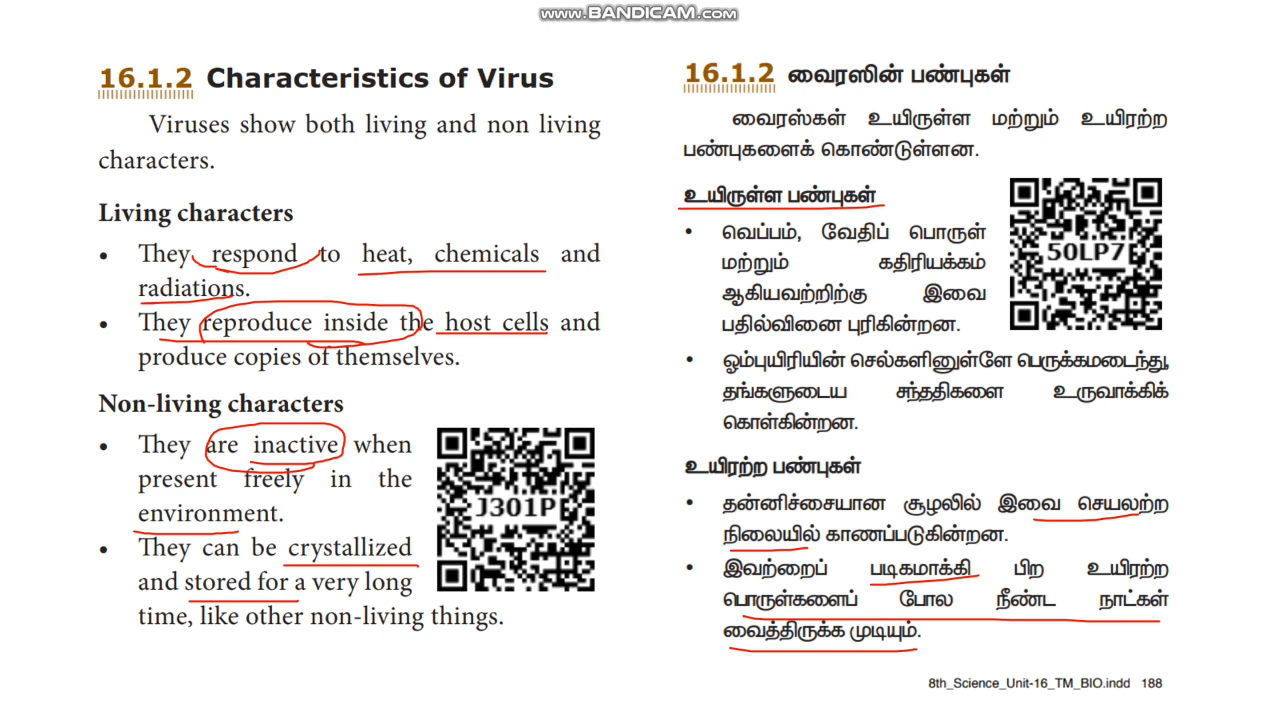 www.BANDICAM.com
16.1.2 Characteristics of Virus
Viruses show both living and non living
characters.
Living characters
• They respond to heat, chemicals and
radiations.
• They reproduce inside the host cells and
produce copies of themselves.
Non-living characters
• They are inactive when
present freely in the
environment.
• They can be crystallized
and stored for a very long
time, like other non-living things.
J301P
16.1.2 வைரஸின் பண்புகள்
வைரஸ்கள் உயிருள்ள மற்றும் உயிரற்ற
பண்புகளைக் கொண்டுள்ளன.
உயிருள்ள பண்புகள்
• வெப்பம், வேதிப் பொருள்
மற்றும் கதிரியக்கம்
ஆகியவற்றிற்கு இவை
பதில்வினை புரிகின்றன.
50LP7
• ஓம்புயிரியின் செல்களினுள்ளே பெருக்கமடைந்து,
தங்களுடைய சந்ததிகளை உருவாக்கிக்
கொள்கின்றன.
உயிரற்ற பண்புகள்
• தன்னிச்சையான சூழலில் இவை செயலற்ற
நிலையில் காணப்படுகின்றன.
• இவற்றைப் படிகமாக்கி பிற உயிரற்ற
பொருள்களைப் போல நீண்ட நாட்கள்
வைத்திருக்க முடியும்.
8th_Science_Unit-16_TM_BIO.indd 188